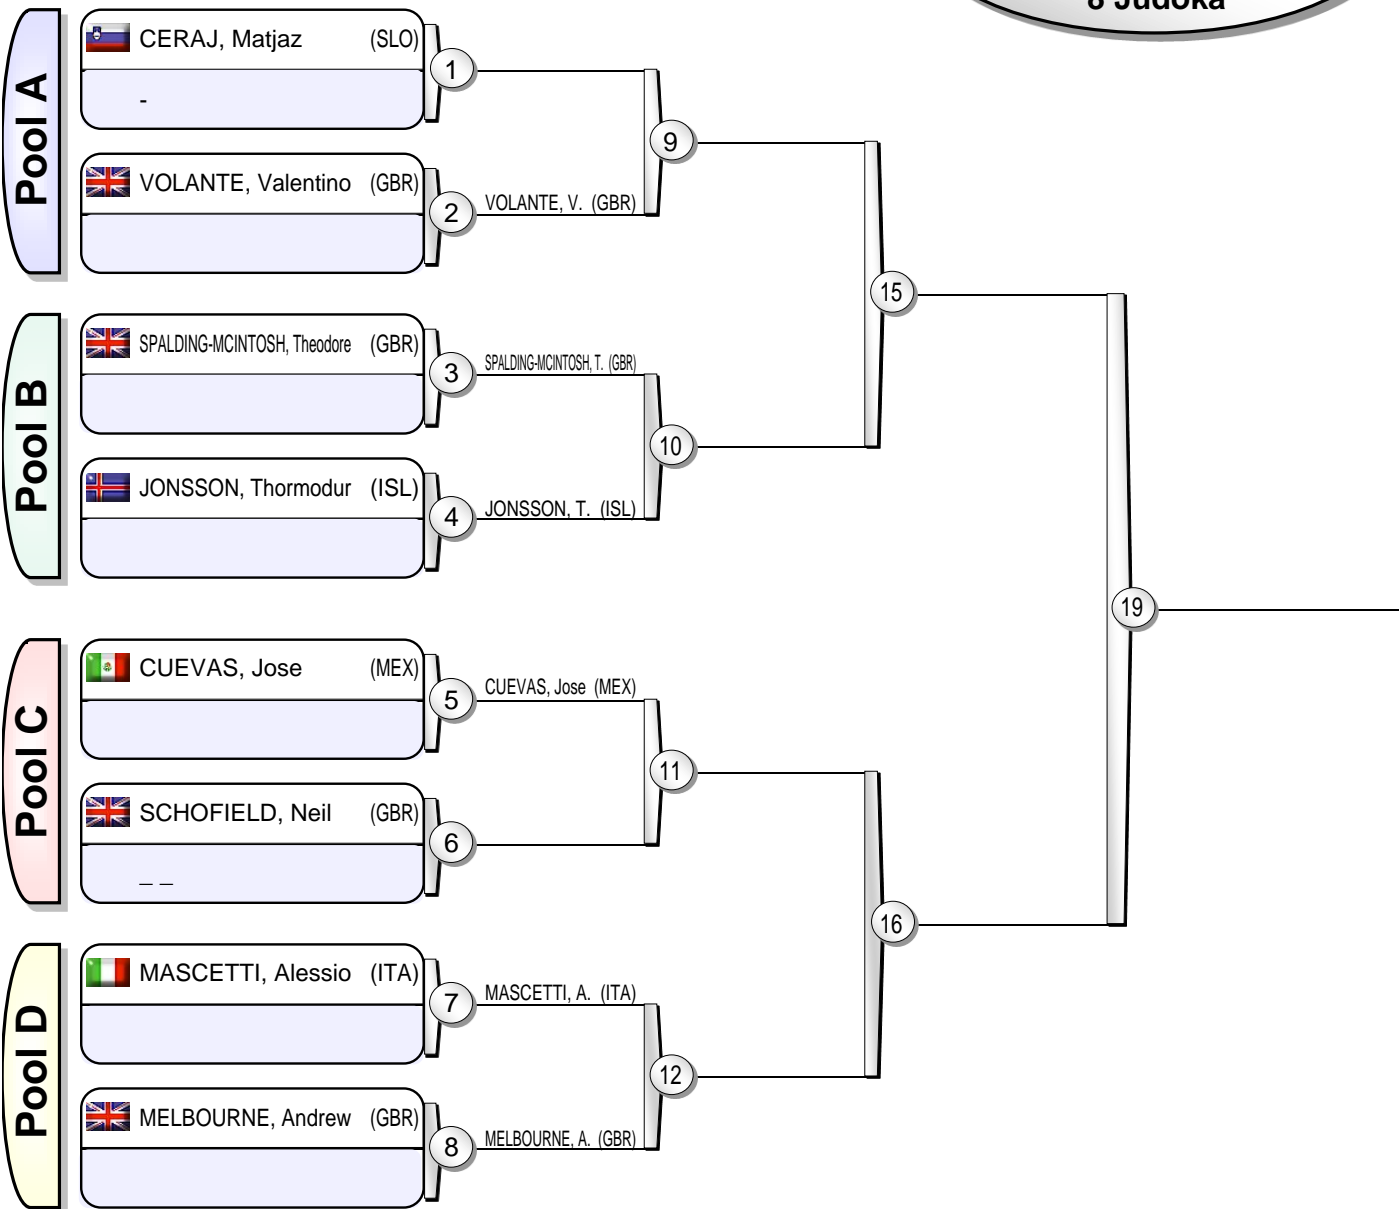 8 Judoka
Pool A
CERAJ, Matjaz (SLO)
-
1
VOLANTE, Valentino (GBR)
2
VOLANTE, V. (GBR)
9
Pool B
SPALDING-MCINTOSH, Theodore (GBR)
3
SPALDING-MCINTOSH, T. (GBR)
JONSSON, Thormodur (ISL)
4
JONSSON, T. (ISL)
10
15
Pool C
CUEVAS, Jose (MEX)
5
CUEVAS, Jose (MEX)
SCHOFIELD, Neil (GBR)
_ _
6
11
Pool D
MASCETTI, Alessio (ITA)
7
MASCETTI, A. (ITA)
MELBOURNE, Andrew (GBR)
8
MELBOURNE, A. (GBR)
12
16
19